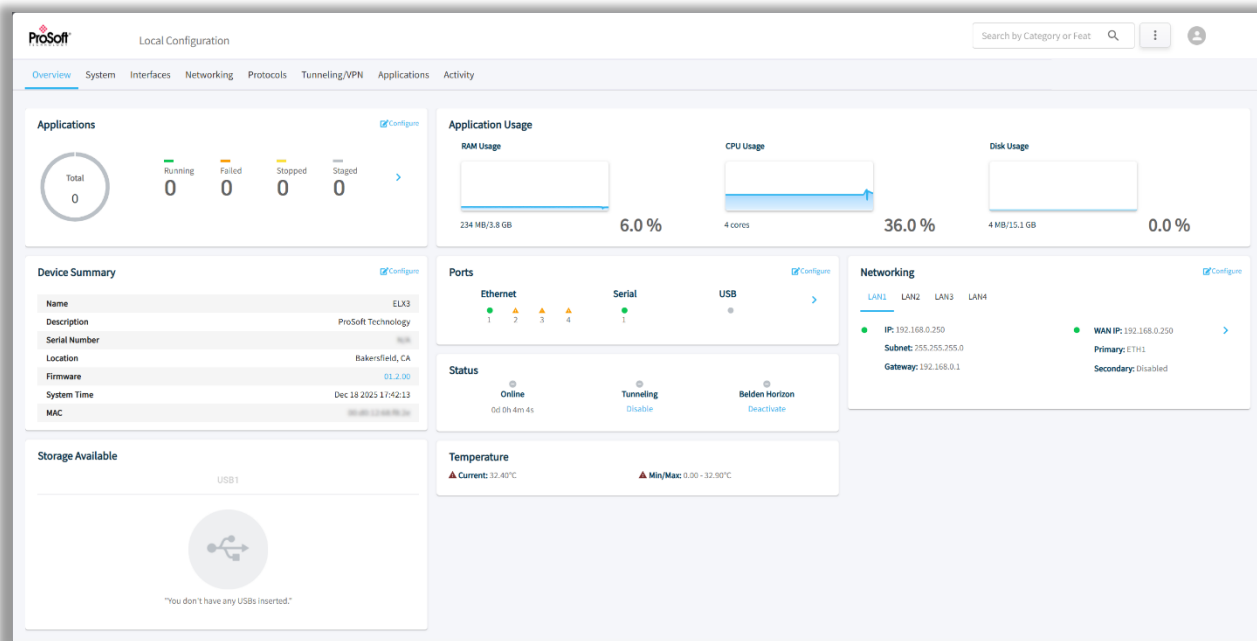 ProSoft
TECHNOLOGY
Local Configuration
Search by Category or Feat
Overview System Interfaces Networking Protocols Tunneling/VPN Applications Activity
Applications
Configure
Total
0
Running
0
Failed
0
Stopped
0
Staged
0
Application Usage
RAM Usage
234 MB/3.8 GB
6.0 %
CPU Usage
4 cores
36.0 %
Disk Usage
4 MB/15.1 GB
0.0 %
Device Summary
Configure
Name ELX3
Description ProSoft Technology
Serial Number
Location Bakersfield, CA
Firmware 01.2.00
System Time Dec 18 2025 17:42:13
MAC
Ports
Configure
Ethernet
1 2 3 4
Serial
1
USB
Networking
Configure
LAN1 LAN2 LAN3 LAN4
IP: 192.168.0.250
Subnet: 255.255.255.0
Gateway: 192.168.0.1
WAN IP: 192.168.0.250
Primary: ETH1
Secondary: Disabled
Status
Online
0d 0h 4m 4s
Tunneling
Disable
Belden Horizon
Deactivate
Temperature
Current: 32.40°C
Min/Max: 0.00 - 32.90°C
Storage Available
USB1
"You don't have any USBs inserted."